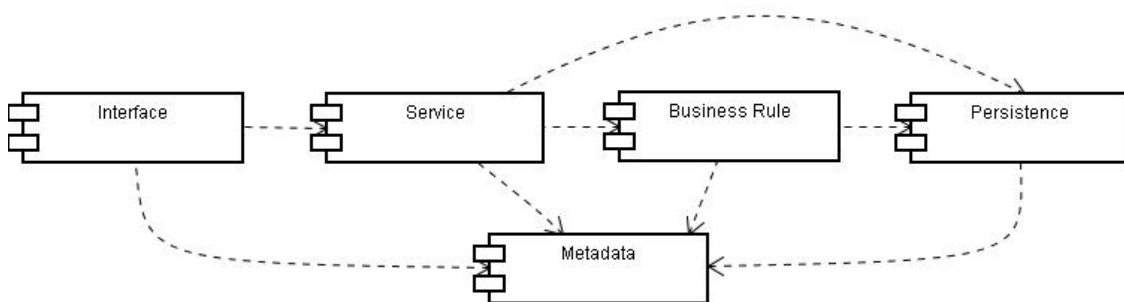 Interface
Service
Business Rule
Persistence
Metadata